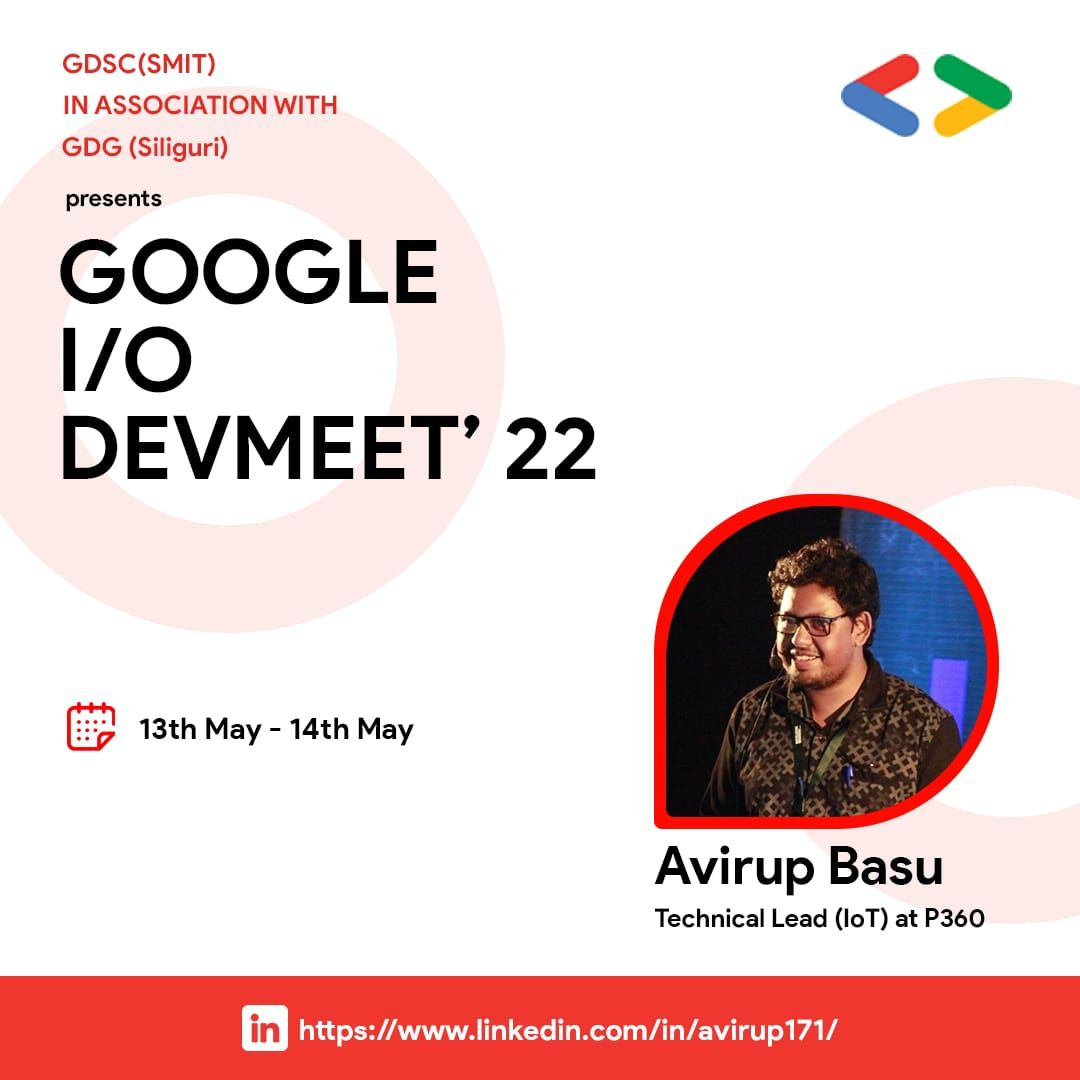 GDSC(SMIT)
IN ASSOCIATION WITH
GDG (Siliguri)
presents
GOOGLE
I/O
DEVMEET’ 22
13th May - 14th May
Avirup Basu
Technical Lead (IoT) at P360
in https://www.linkedin.com/in/avirup171/